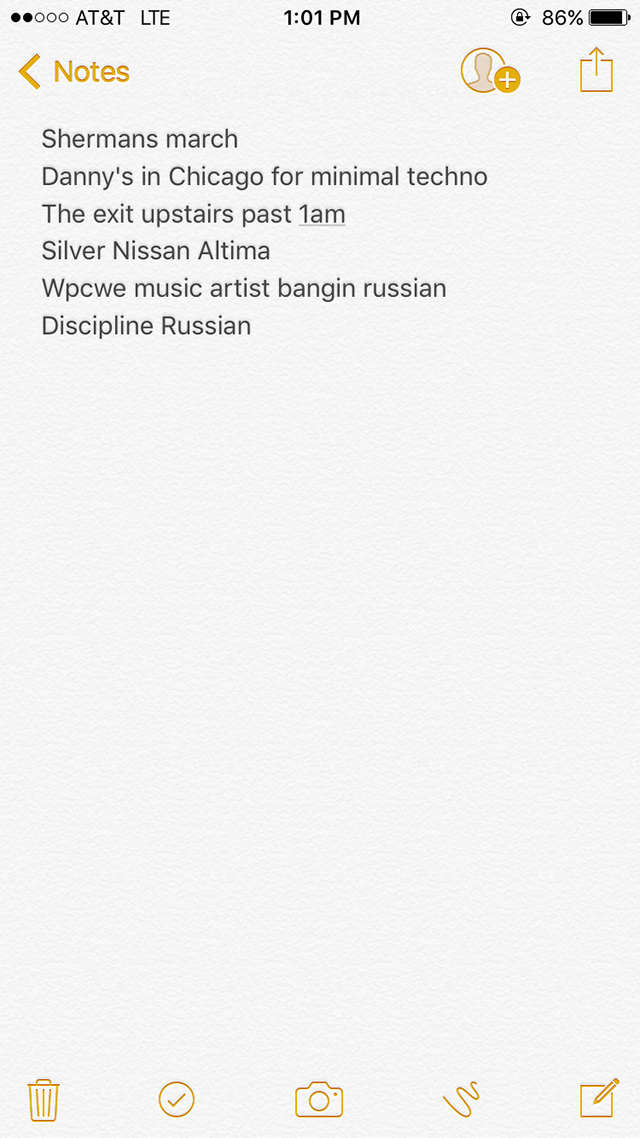 AT&T LTE 1:01 PM 86%
Notes
Shermans march
Danny's in Chicago for minimal techno
The exit upstairs past 1am
Silver Nissan Altima
Wpcwe music artist bangin russian
Discipline Russian